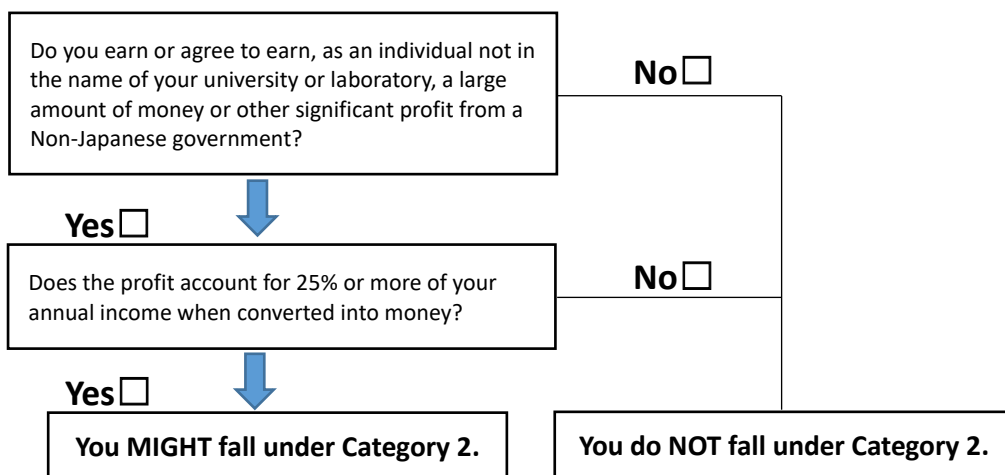 Do you earn or agree to earn, as an individual not in
the name of your university or laboratory, a large
amount of money or other significant profit from a
Non-Japanese government?
No☐
Yes☐
Does the profit account for 25% or more of your
annual income when converted into money?
No☐
Yes☐
You MIGHT fall under Category 2.
You do NOT fall under Category 2.